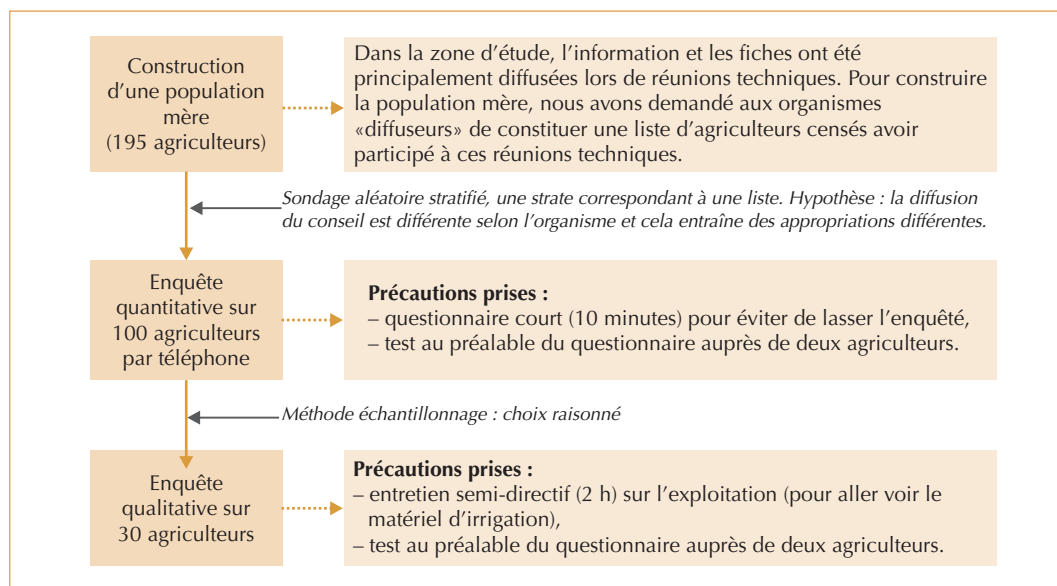 Construction
d'une population
mère
(195 agriculteurs)
Dans la zone d'étude, l'information et les fiches ont été
principalement diffusées lors de réunions techniques. Pour construire
la population mère, nous avons demandé aux organismes
«diffuseurs» de constituer une liste d'agriculteurs censés avoir
participé à ces réunions techniques.
Sondage aléatoire stratifié, une strate correspondant à une liste. Hypothèse : la diffusion
du conseil est différente selon l'organisme et cela entraîne des appropriations différentes.
Enquête
quantitative sur
100 agriculteurs
par téléphone
Précautions prises :
– questionnaire court (10 minutes) pour éviter de lasser l'enquêté,
– test au préalable du questionnaire auprès de deux agriculteurs.
Méthode échantillonnage : choix raisonné
Enquête
qualitative sur
30 agriculteurs
Précautions prises :
– entretien semi-directif (2 h) sur l'exploitation (pour aller voir le
matériel d'irrigation),
– test au préalable du questionnaire auprès de deux agriculteurs.